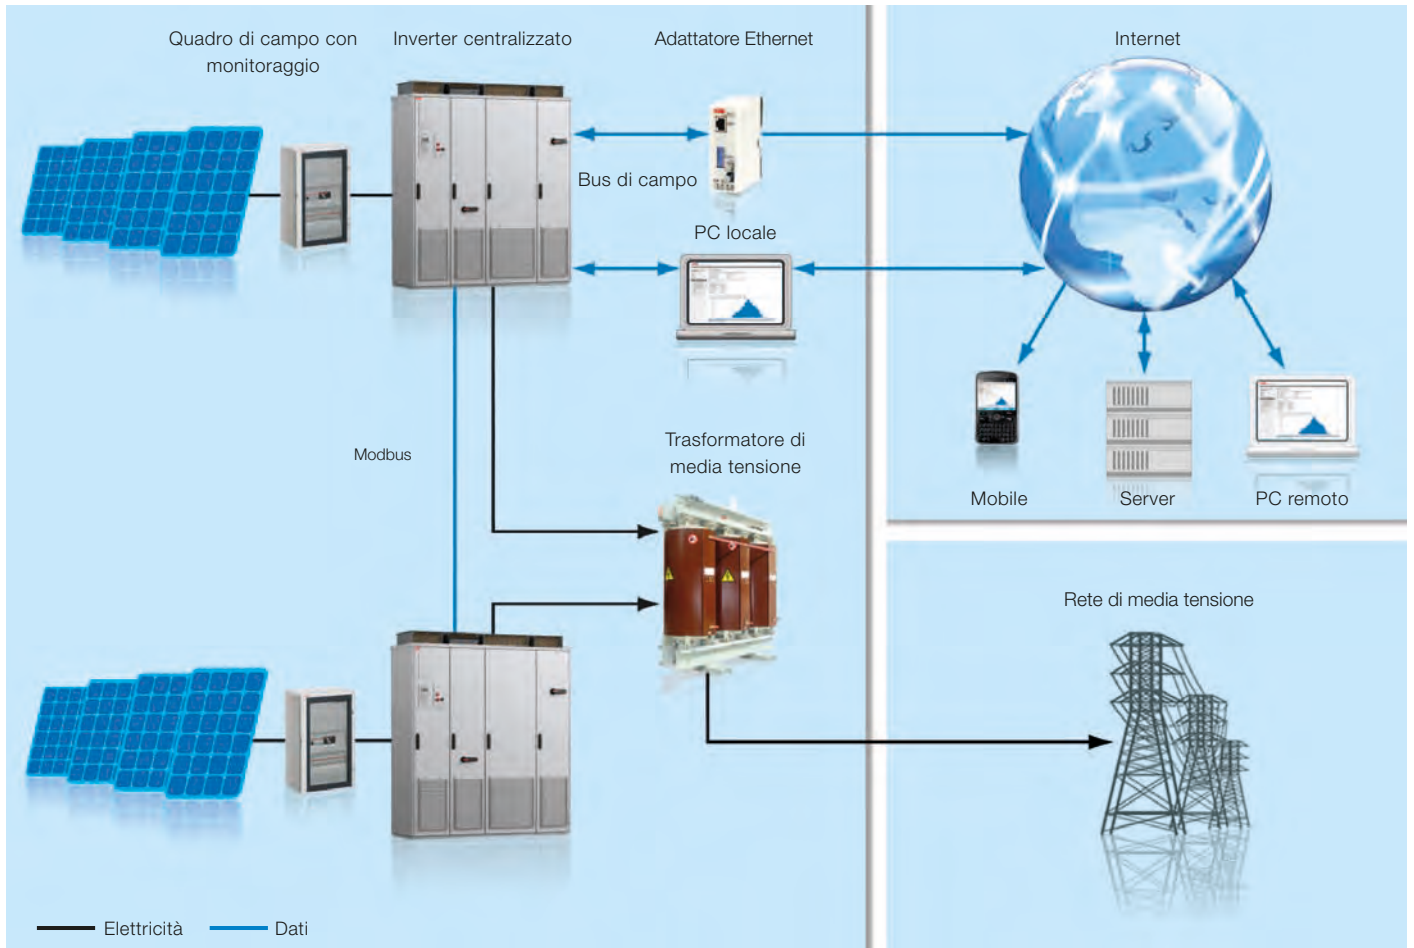 Quadro di campo con
monitoraggio
Inverter centralizzato
Adattatore Ethernet
Internet
Bus di campo
PC locale
Modbus
Trasformatore di
media tensione
Mobile
Server
PC remoto
Rete di media tensione
Elettricità
Dati